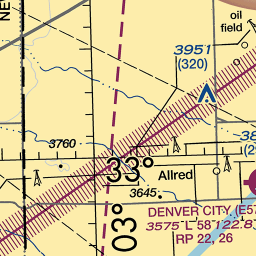 NE
oil
field
3951
(320)
3760
33°
Allred
3645
03°
DENVER CITY (E57
3575 L 58 122.8
RP 22, 26